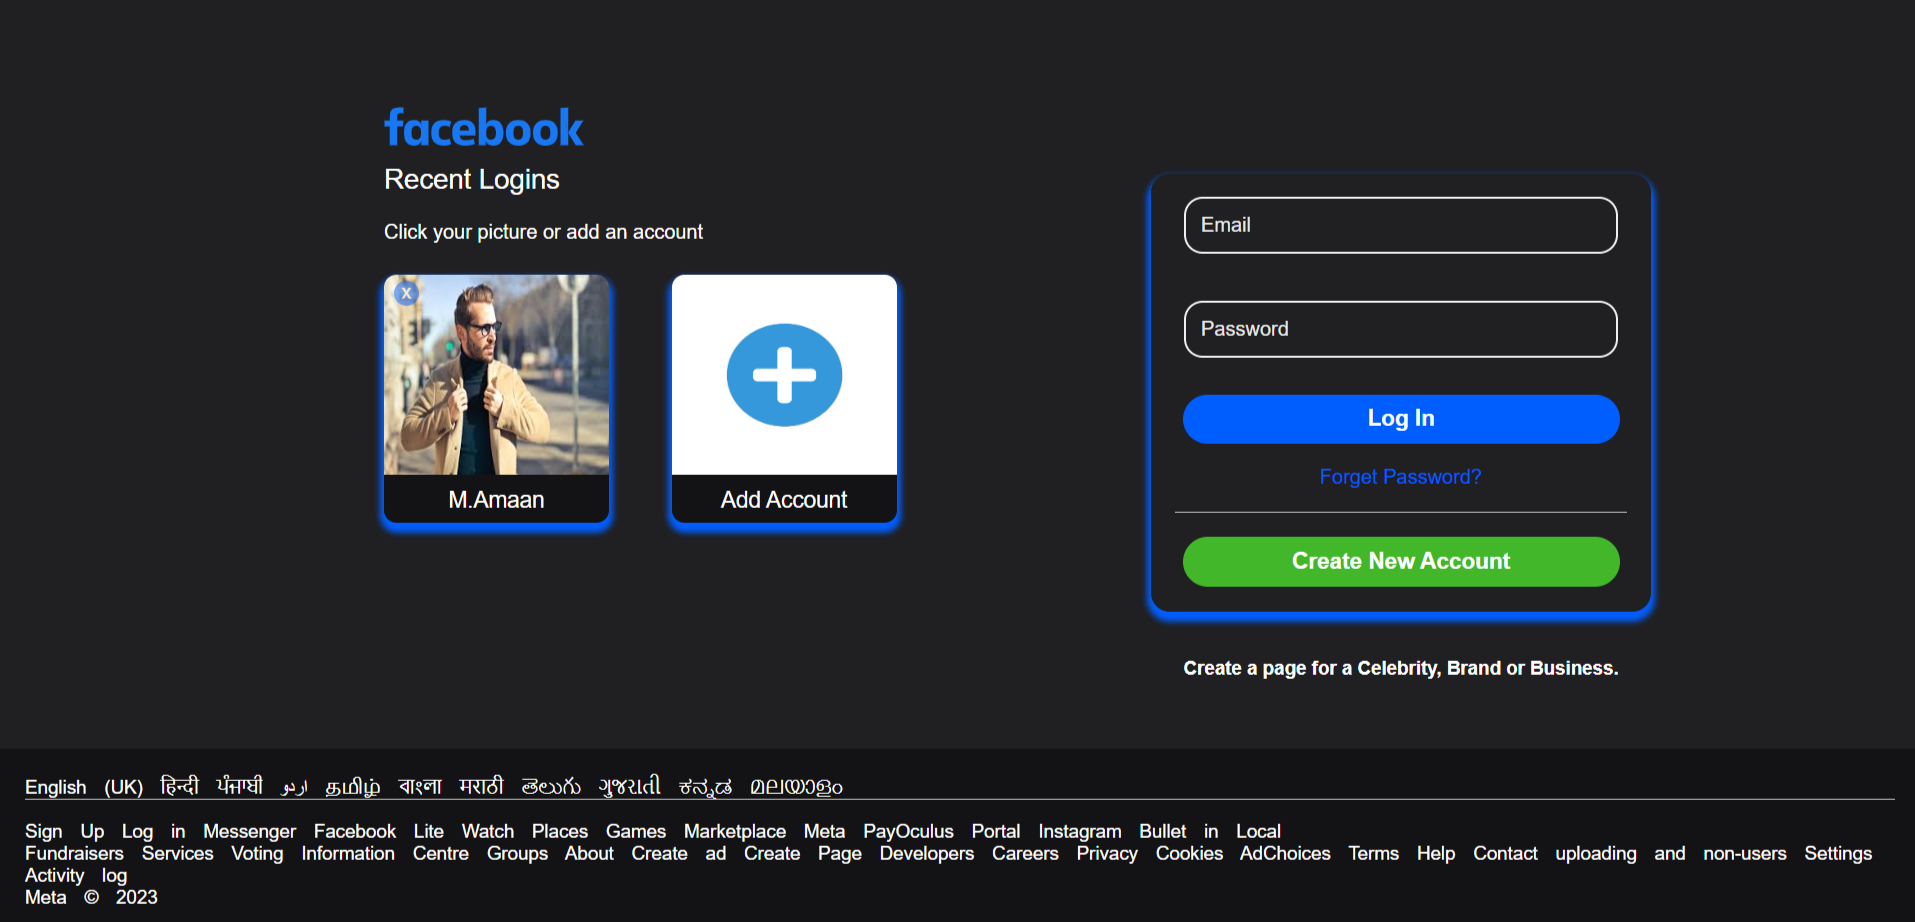 facebook
Recent Logins
Click your picture or add an account
X
M.Amaan
Add Account
Email
Password
Log In
Forget Password?
Create New Account
Create a page for a Celebrity, Brand or Business.
English (UK) हिन्दी ਪੰਜਾਬੀ اردو தமிழ் বাংলা मराठी తెలుగు ગુજરાતી ಕನ್ನಡ മലയാളം
Sign Up Log in Messenger Facebook Lite Watch Places Games Marketplace Meta PayOculus Portal Instagram Bullet in Local
Fundraisers Services Voting Information Centre Groups About Create ad Create Page Developers Careers Privacy Cookies AdChoices Terms Help Contact uploading and non-users Settings
Activity log
Meta © 2023